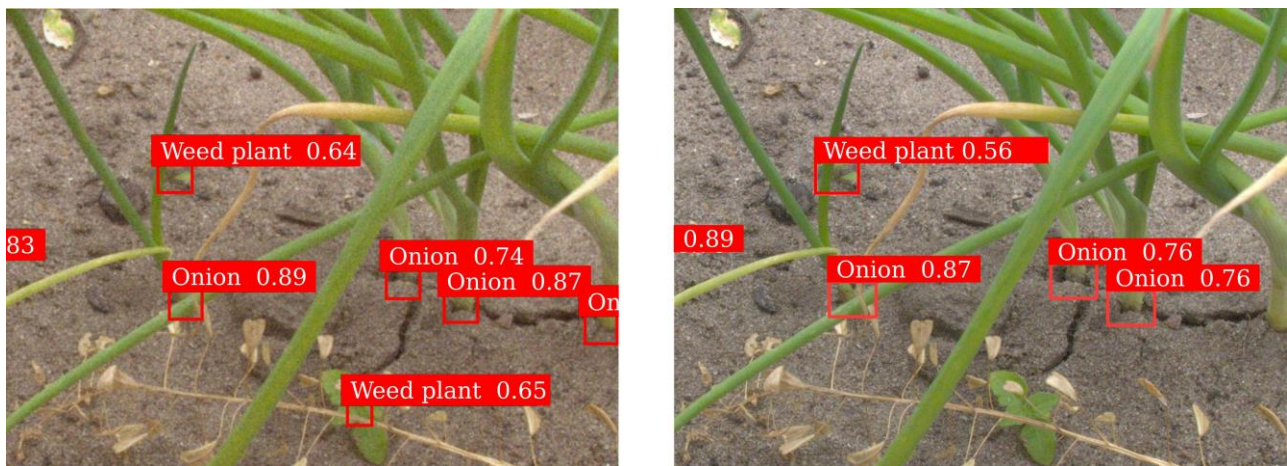 Weed plant 0.64
83
Onion 0.74
Onion 0.89
Onion 0.87
On
Weed plant 0.65
Weed plant 0.56
0.89
Onion 0.76
Onion 0.87
Onion 0.76